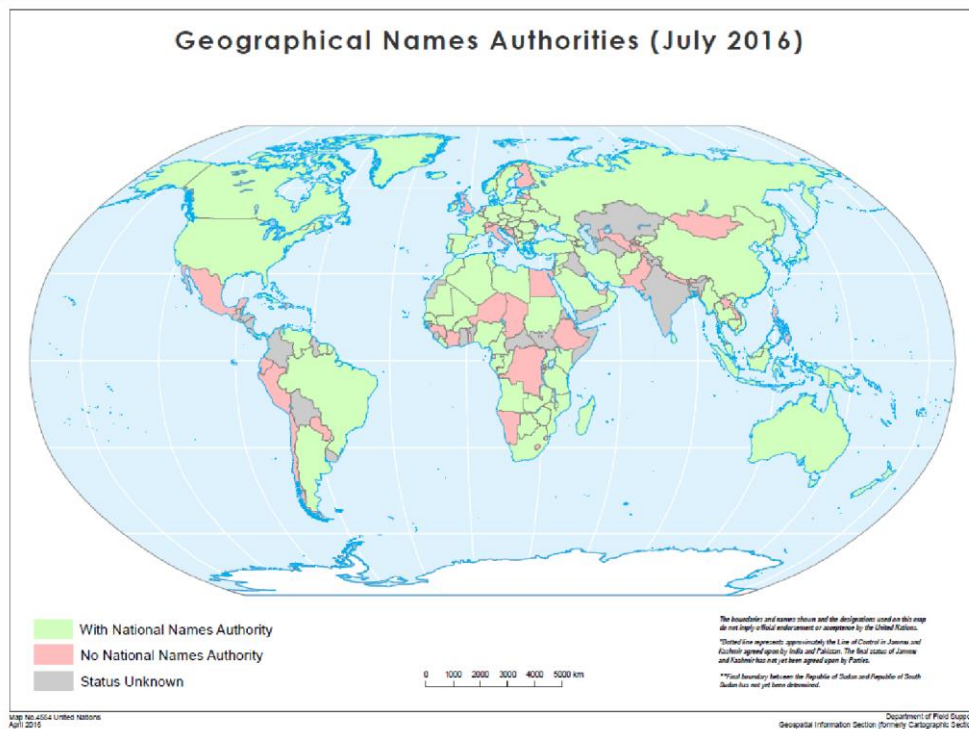 Geographical Names Authorities (July 2016)
With National Names Authority
No National Names Authority
Status Unknown
0 1000 2000 3000 4000 5000 km
The boundaries and names shown and the designations used on this map
do not imply official endorsement or acceptance by the United Nations.
*Dotted line represents approximately the Line of Control in Jammu and
Kashmir agreed upon by India and Pakistan. The final status of Jammu
and Kashmir has not yet been agreed upon by Parties.
**Final boundary between the Republic of Sudan and Republic of South
Sudan has not yet been determined.
Map No.4554 United Nations
April 2016
Department of Field Suppo
Geospatial Information Section (formerly Cartographic Sectio